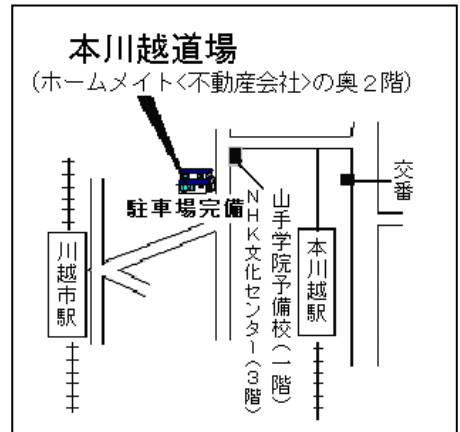 本川越道場
(ホームメイト<不動産会社>の奥2階)
駐車場完備
交番
川越市駅
本川越駅
山手学院予備校(一階)
NHK文化センター(3階)